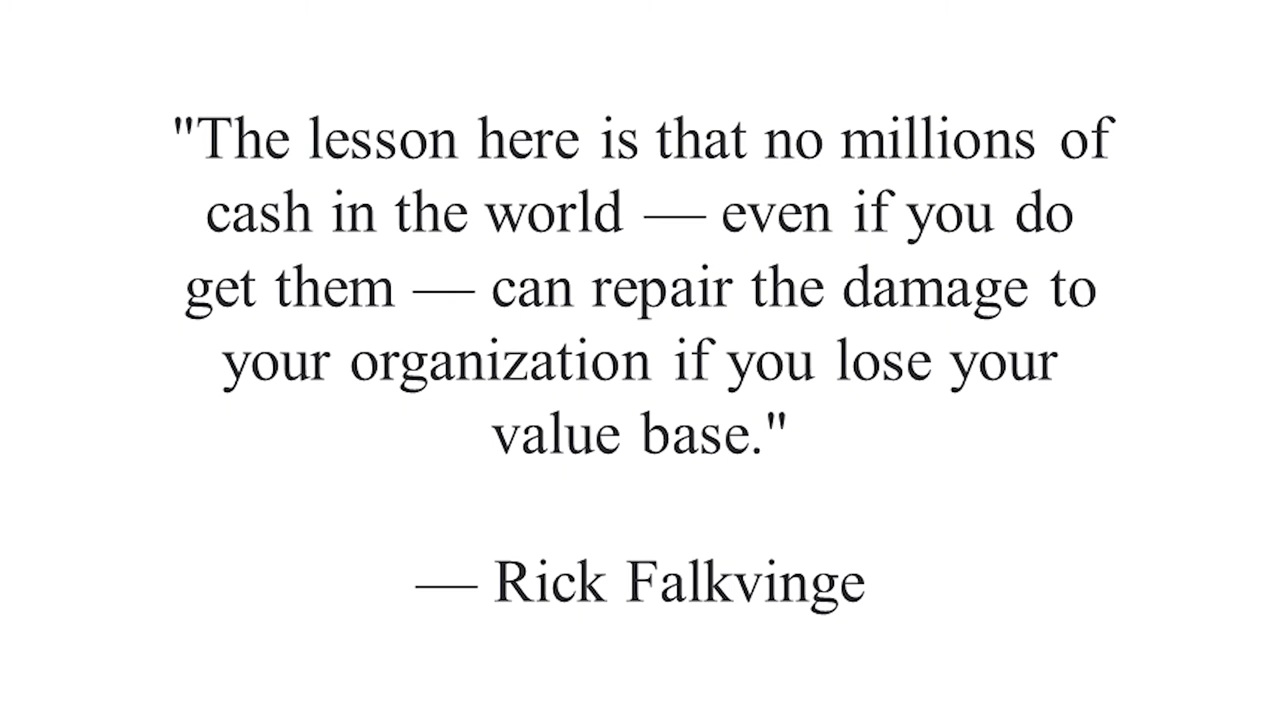 "The lesson here is that no millions of
cash in the world — even if you do
get them — can repair the damage to
your organization if you lose your
value base."
— Rick Falkvinge